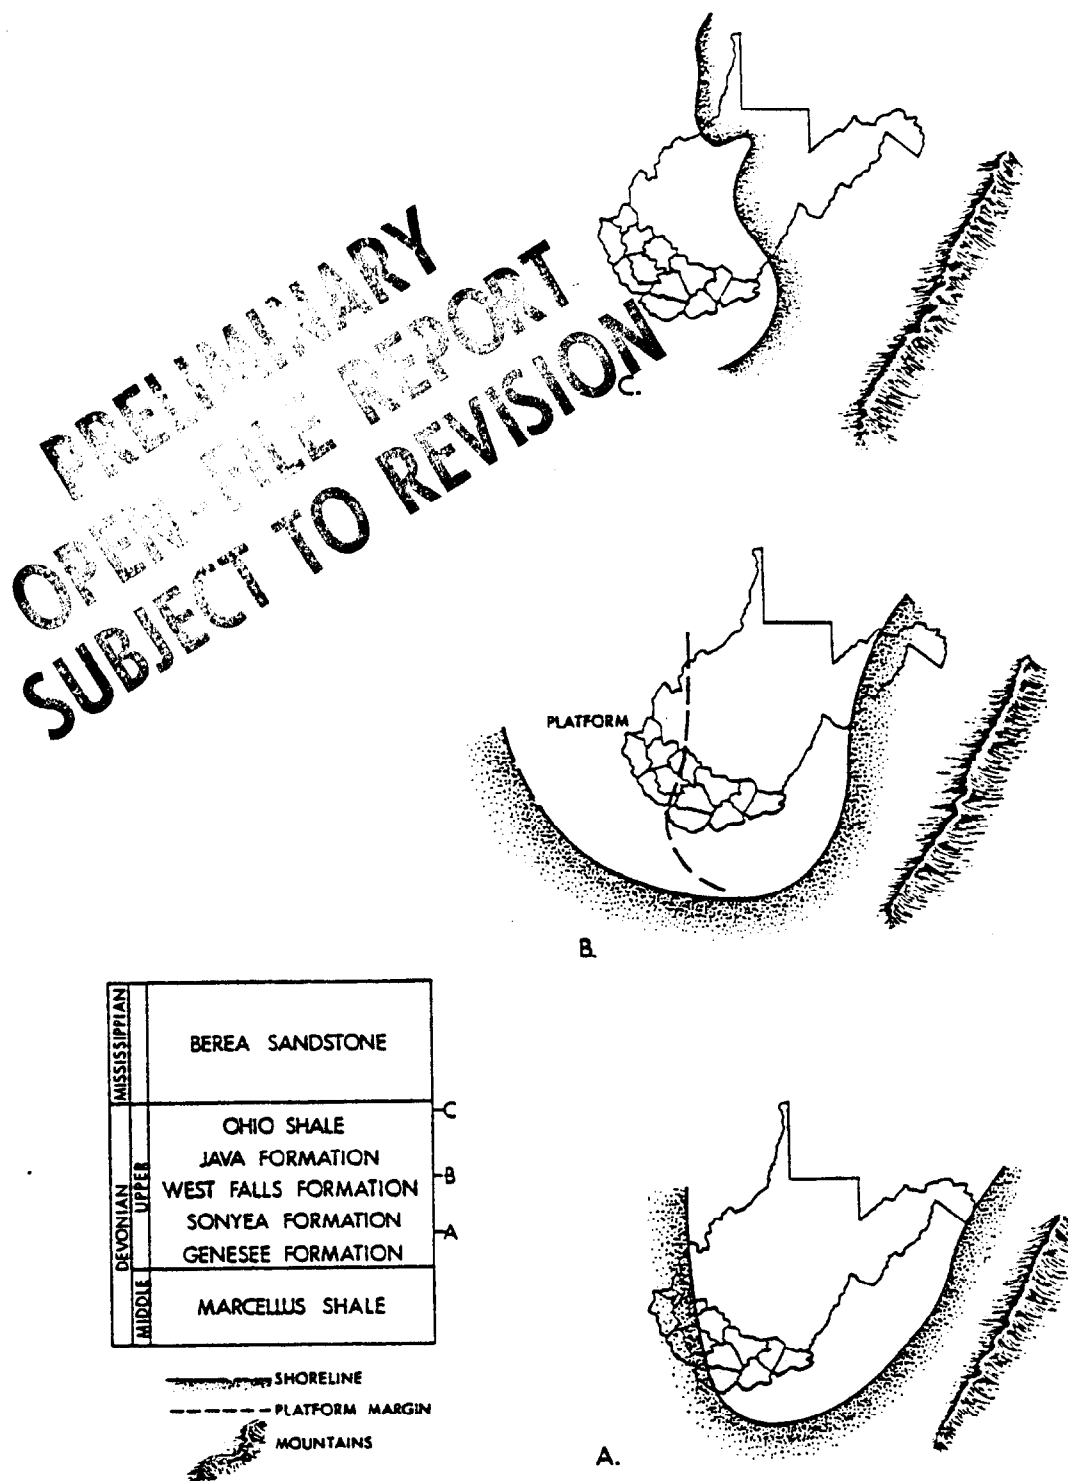 PRELIMINARY
OPEN-FILE REPORT
SUBJECT TO REVISION
C.
PLATFORM
B.
MISSISSIPPIAN
BEREA SANDSTONE
DEVONIAN
UPPER
OHIO SHALE
JAVA FORMATION
WEST FALLS FORMATION
SONYEA FORMATION
GENESEE FORMATION
C
B
A
MIDDLE
MARCELLUS SHALE
SHORELINE
PLATFORM MARGIN
MOUNTAINS
A.